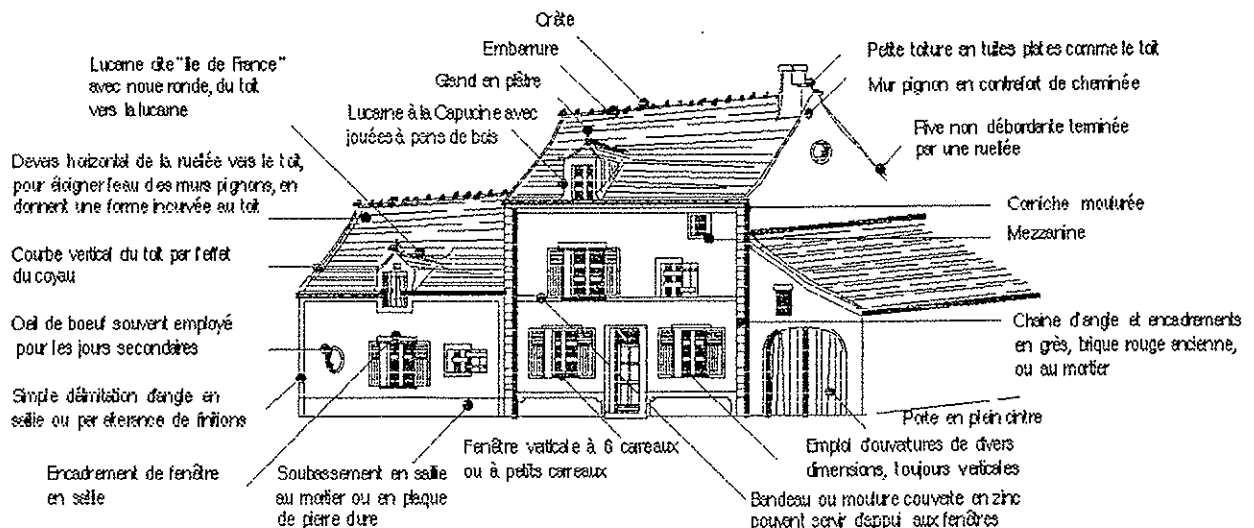 Crête
Embarrure
Gland en plâtre
Lucarne à la Capucine avec
jouées à pans de bois
Lucarne dite "Ile de France"
avec noue ronde, du toit
vers la lucarne
Devers horizontal de la ruellée vers le toit,
pour éloigner l'eau des murs pignons, en
donnant une forme incurvée au toit
Courbe vertical du toit par l'effet
du coyau
Oeil de boeuf souvent employé
pour les jours secondaires
Simple délimitation d'angle en
saillie ou par de finitions
Encadrement de fenêtre
en saillie
Soubassement en saillie
au mortier ou en plaque
de pierre dure
Fenêtre verticale à 6 carreaux
ou à petits carreaux
Petite toiture en tuiles plates comme le toit
Mur pignon en contrefort de cheminée
Rive non débordante terminée
par une ruellée
Corniche moulurée
Mezzanine
Chaine d'angle et encadrements
en grès, brique rouge ancienne,
ou au mortier
Porte en plein cintre
Emploi d'ouvertures de divers
dimensions, toujours verticales
Bandeau ou mouture couverte en zinc
pouvant servir d'appui aux fenêtres